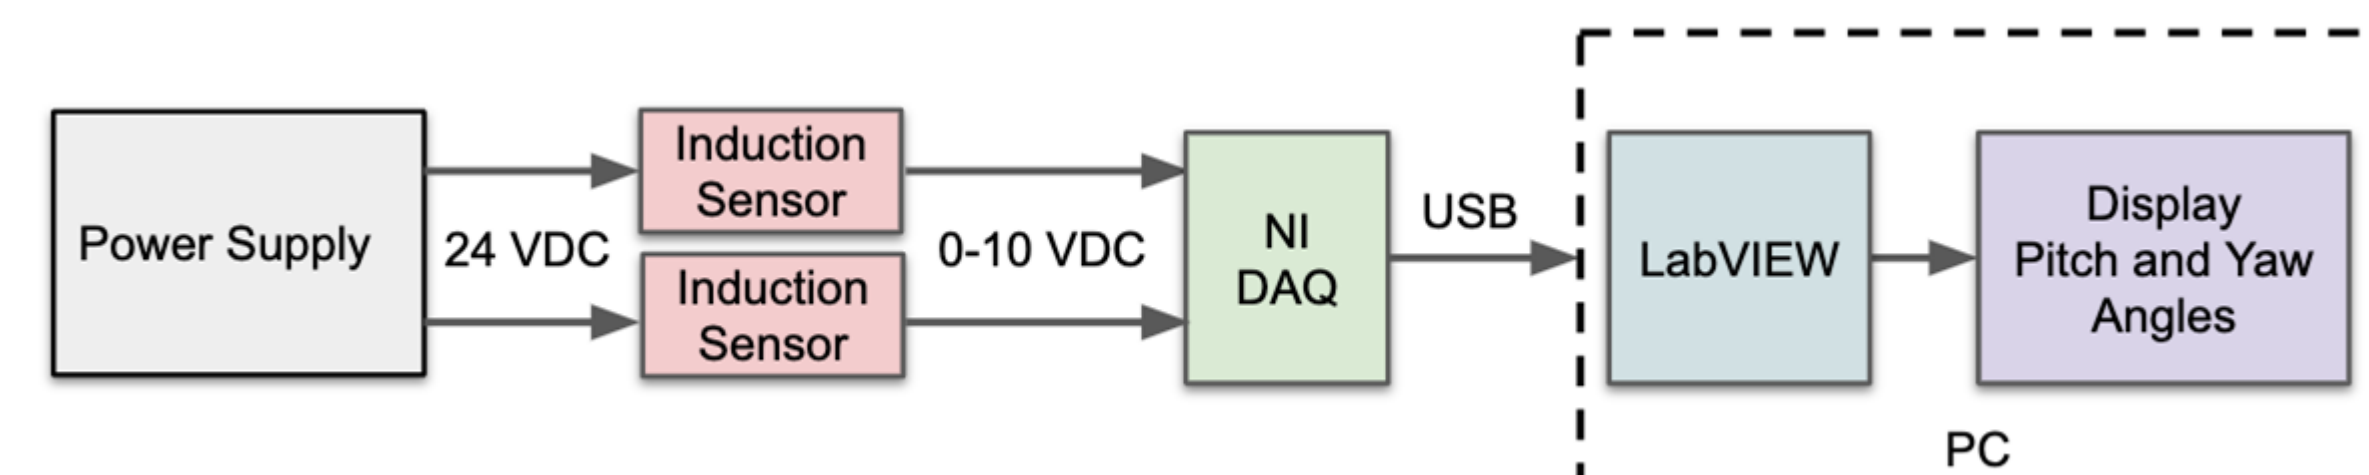 Power Supply
24 VDC
Induction
Sensor
Induction
Sensor
0-10 VDC
NI
DAQ
USB
LabVIEW
Display
Pitch and Yaw
Angles
PC